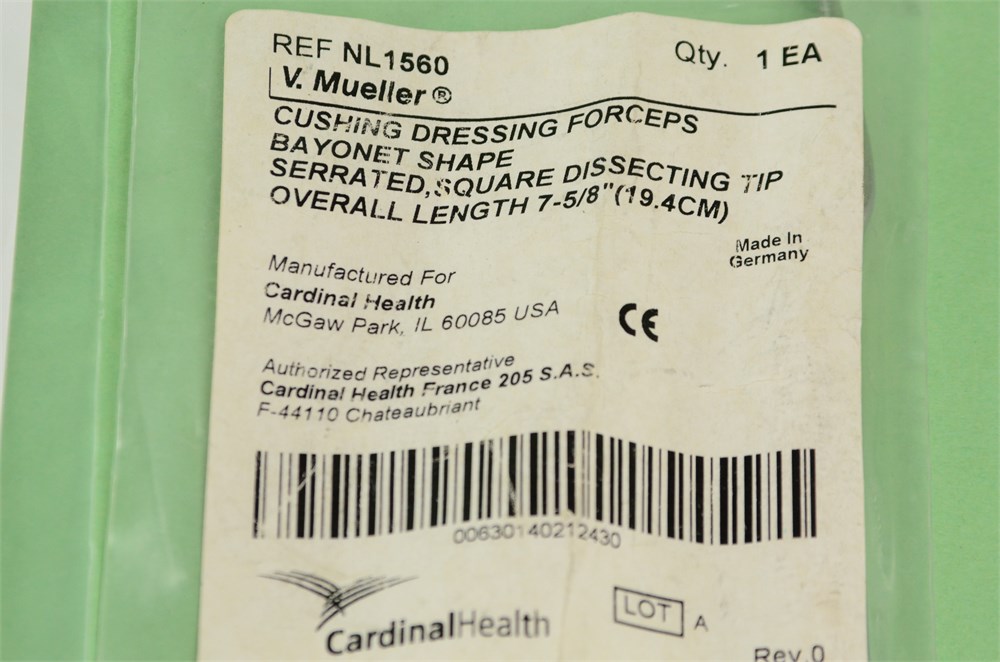 REF NL1560 Qty. 1 EA
V. Mueller®
CUSHING DRESSING FORCEPS
BAYONET SHAPE
SERRATED, SQUARE DISSECTING TIP
OVERALL LENGTH 7-5/8"(19.4CM)
Made In
Germany
Manufactured For
Cardinal Health
McGaw Park, IL 60085 USA
CE
Authorized Representative
Cardinal Health France 205 S.A.S.
F-44110 Chateaubriant
00630140212430
CardinalHealth
LOT A
Rev.0